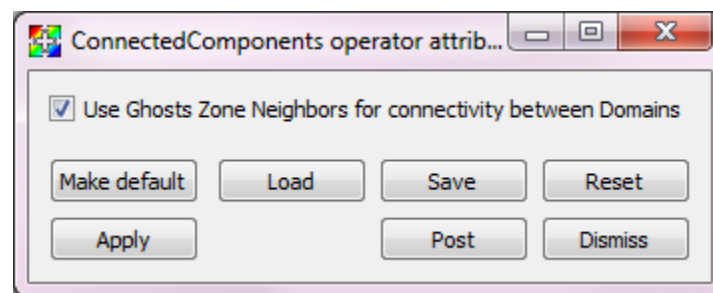 ConnectedComponents operator attrib...
Use Ghosts Zone Neighbors for connectivity between Domains
Make default Load Save Reset
Apply Post Dismiss